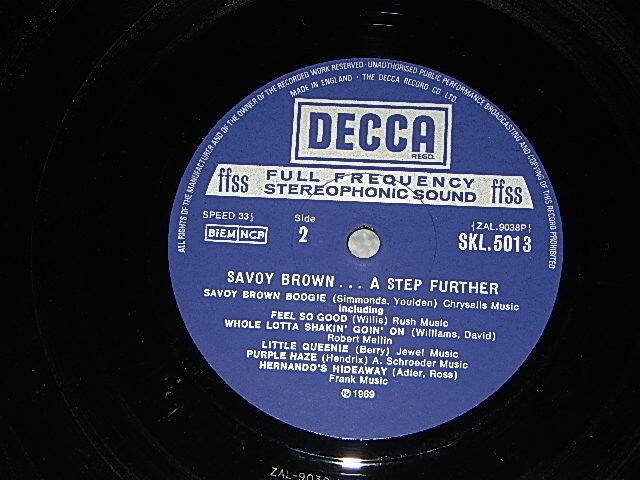 ALL RIGHTS OF THE MANUFACTURER AND OF THE OWNER OF THE RECORDED WORK RESERVED · UNAUTHORISED PUBLIC PERFORMANCE BROADCASTING AND COPYING OF THIS RECORD PROHIBITED
MADE IN ENGLAND · THE DECCA RECORD CO LTD.
DECCA
REGD.
ffss FULL FREQUENCY ffss
STEREOPHONIC SOUND
SPEED 33⅓ Side {ZAL.9038P}
BIEM NCB 2 SKL.5013
SAVOY BROWN... A STEP FURTHER
SAVOY BROWN BOOGIE (Simmonds, Youlden) Chrysalis Music
including
FEEL SO GOOD (Willis) Rush Music
WHOLE LOTTA SHAKIN' GOIN' ON (Williams, David)
Robert Mellin
LITTLE QUEENIE (Berry) Jewel Music
PURPLE HAZE (Hendrix) A. Schroeder Music
HERNANDO'S HIDEAWAY (Adler, Ross)
Frank Music
℗1969